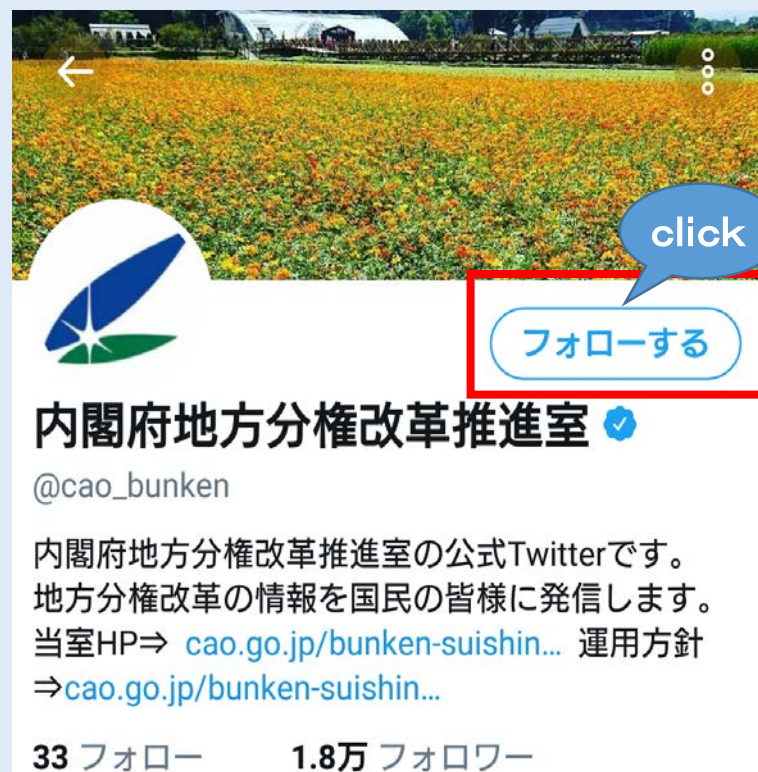 click
フォローする
内閣府地方分権改革推進室
@cao_bunken
内閣府地方分権改革推進室の公式Twitterです。
地方分権改革の情報を国民の皆様に発信します。
当室HP⇒ cao.go.jp/bunken-suishin… 運用方針
⇒cao.go.jp/bunken-suishin…
33 フォロー 1.8万 フォロワー